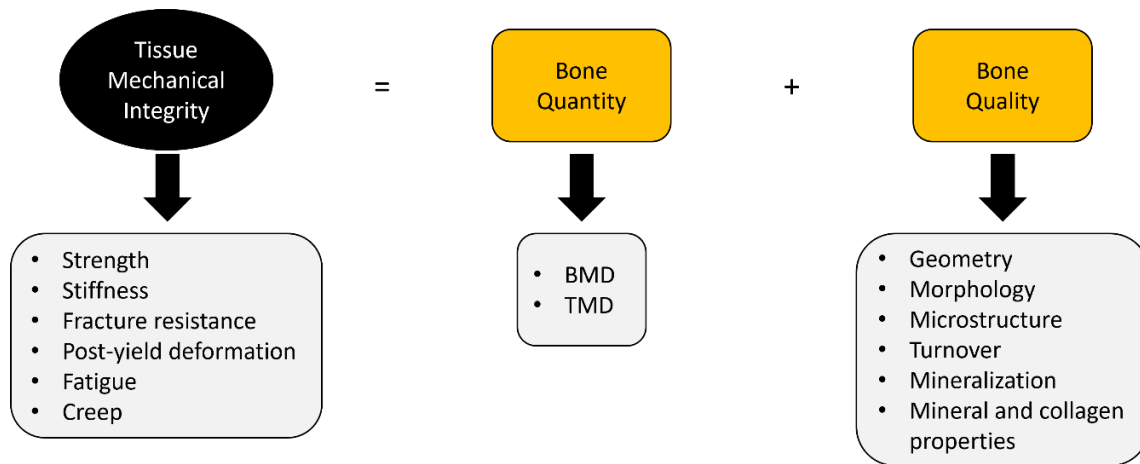 Tissue
Mechanical
Integrity
=
Bone
Quantity
+
Bone
Quality
• Strength
• Stiffness
• Fracture resistance
• Post-yield deformation
• Fatigue
• Creep
• BMD
• TMD
• Geometry
• Morphology
• Microstructure
• Turnover
• Mineralization
• Mineral and collagen
properties